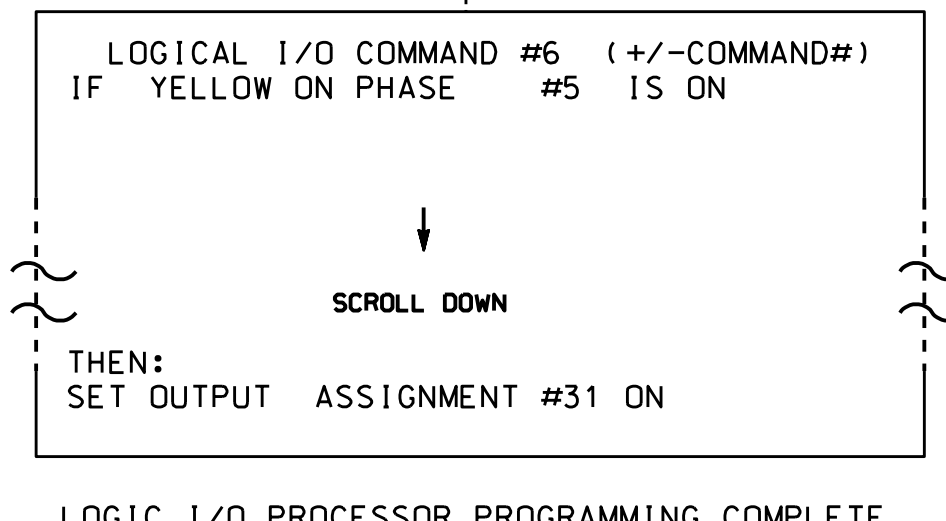 LOGICAL I/O COMMAND #6 (+/-COMMAND#)
IF YELLOW ON PHASE #5 IS ON
SCROLL DOWN
THEN:
SET OUTPUT ASSIGNMENT #31 ON
LOGIC I/O PROCESSOR PROGRAMMING COMPLETE